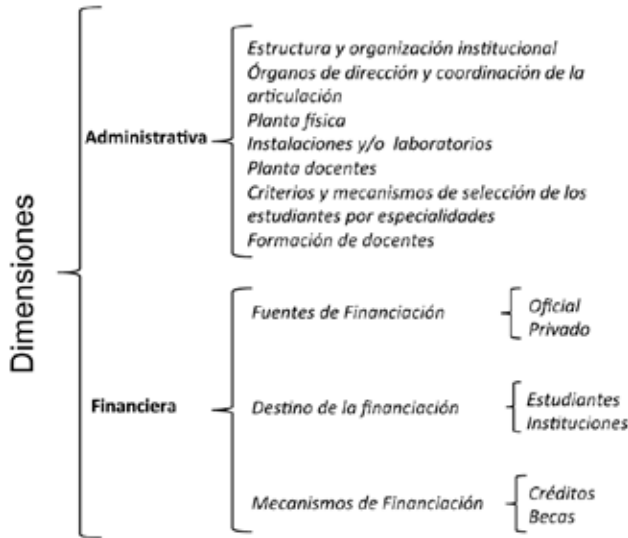 Dimensiones
Administrativa
Estructura y organización institucional
Órganos de dirección y coordinación de la
articulación
Planta física
Instalaciones y/o laboratorios
Planta docentes
Criterios y mecanismos de selección de los
estudiantes por especialidades
Formación de docentes
Financiera
Fuentes de Financiación
Oficial
Privado
Destino de la financiación
Estudiantes
Instituciones
Mecanismos de Financiación
Créditos
Becas